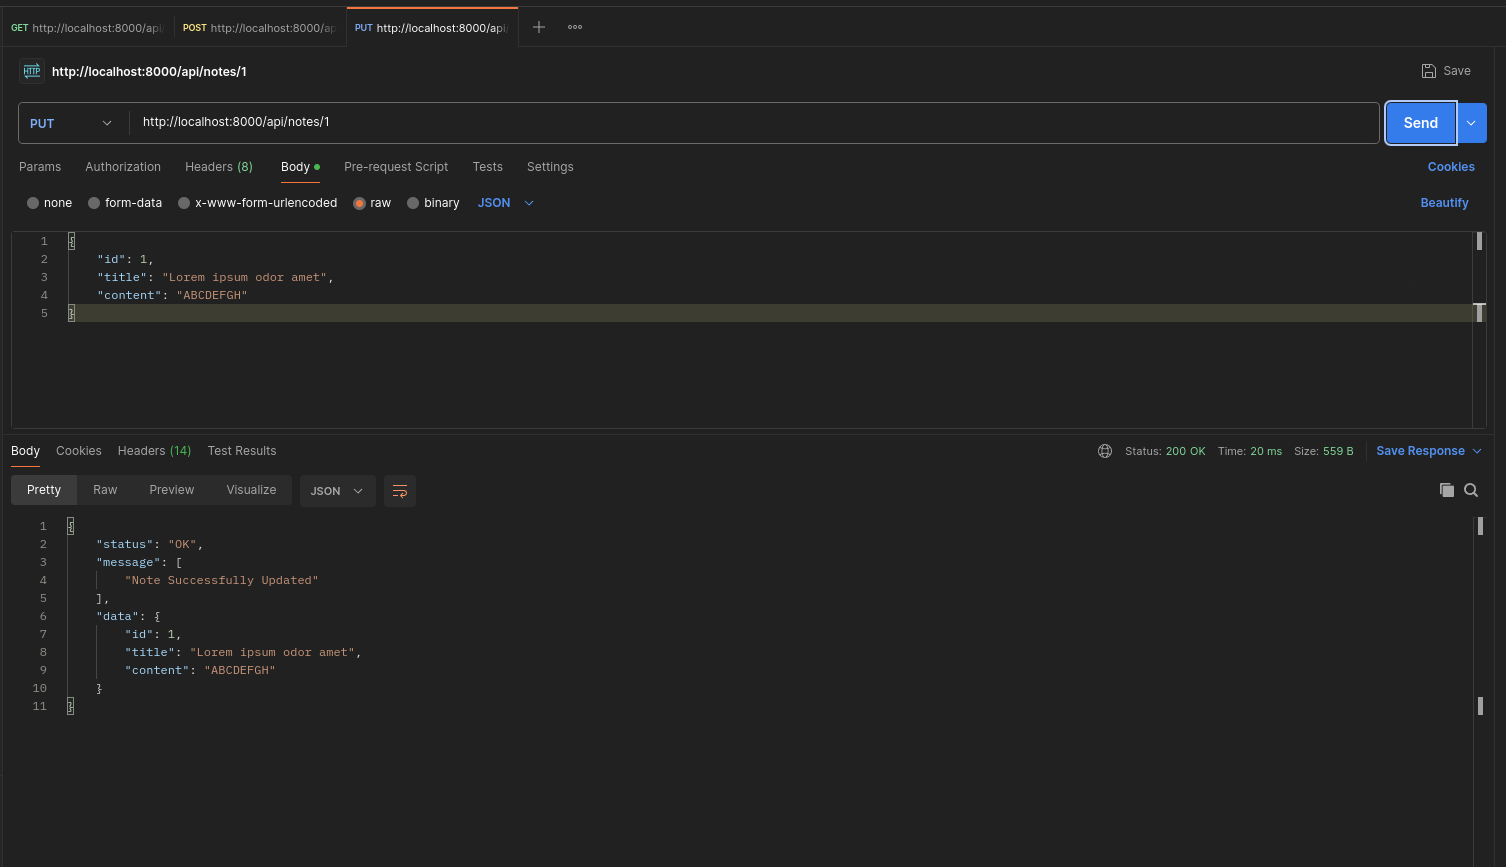 GET http://localhost:8000/api/ POST http://localhost:8000/ap PUT http://localhost:8000/api/
HTTP http://localhost:8000/api/notes/1 Save
PUT http://localhost:8000/api/notes/1 Send
Params Authorization Headers (8) Body Pre-request Script Tests Settings Cookies
none form-data x-www-form-urlencoded raw binary JSON Beautify
1 {
2 "id": 1,
3 "title": "Lorem ipsum odor amet",
4 "content": "ABCDEFGH"
5 }
Body Cookies Headers (14) Test Results Status: 200 OK Time: 20 ms Size: 559 B Save Response
Pretty Raw Preview Visualize JSON
1 {
2 "status": "OK",
3 "message": [
4 "Note Successfully Updated"
5 ],
6 "data": {
7 "id": 1,
8 "title": "Lorem ipsum odor amet",
9 "content": "ABCDEFGH"
10 }
11 }